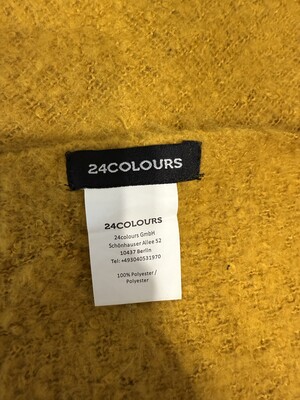 24COLOURS
24COLOURS
24colours GmbH
Schönhauser Allee 52
10437 Berlin
Tel: +493040531970
100% Polyester /
Polyester